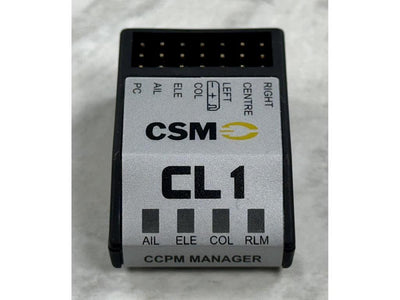 PC AIL ELE COL LEFT CENTRE RIGHT
- +
CSM
CL1
AIL ELE COL RLM
CCPM MANAGER